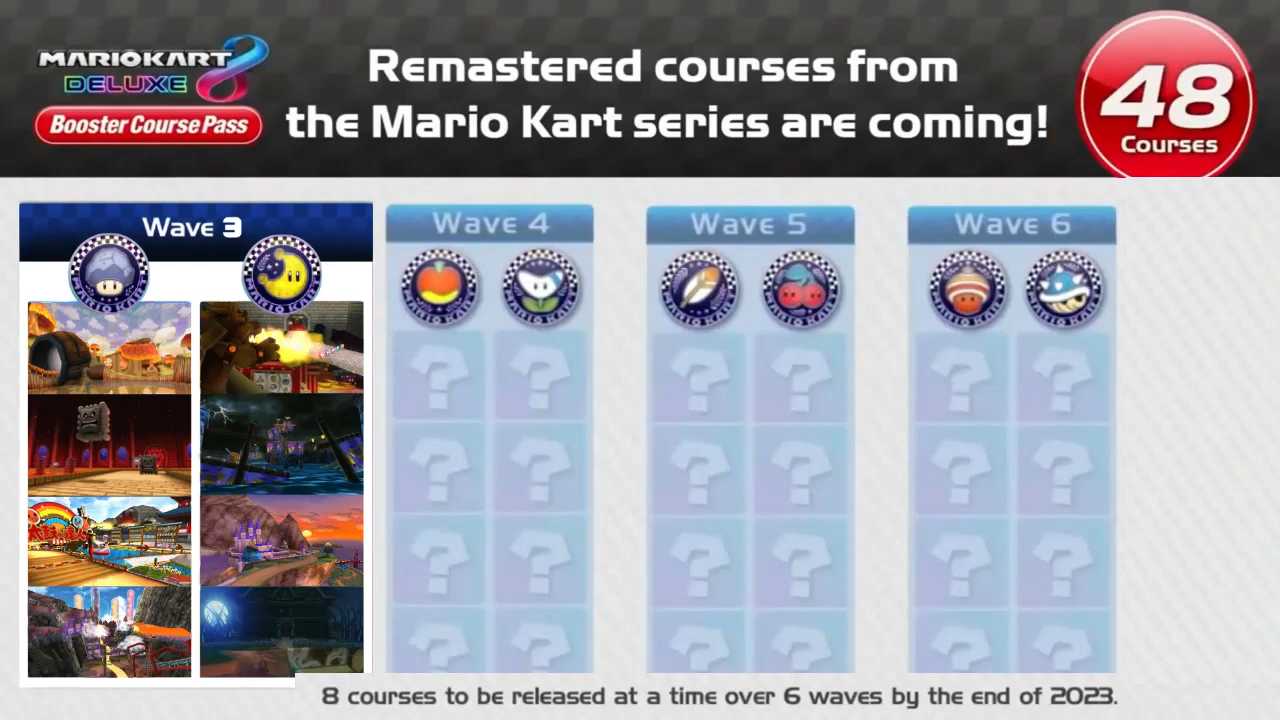 MARIOKART 8
DELUXE
Booster Course Pass
Remastered courses from
the Mario Kart series are coming!
48
Courses
Wave 3
Wave 4
Wave 5
Wave 6
8 courses to be released at a time over 6 waves by the end of 2023.